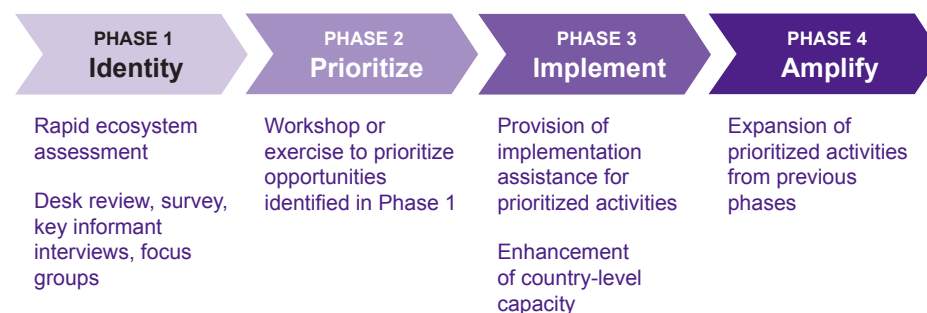 PHASE 1
Identity
Rapid ecosystem
assessment
Desk review, survey,
key informant
interviews, focus
groups
PHASE 2
Prioritize
Workshop or
exercise to prioritize
opportunities
identified in Phase 1
PHASE 3
Implement
Provision of
implementation
assistance for
prioritized activities
Enhancement
of country-level
capacity
PHASE 4
Amplify
Expansion of
prioritized activities
from previous
phases